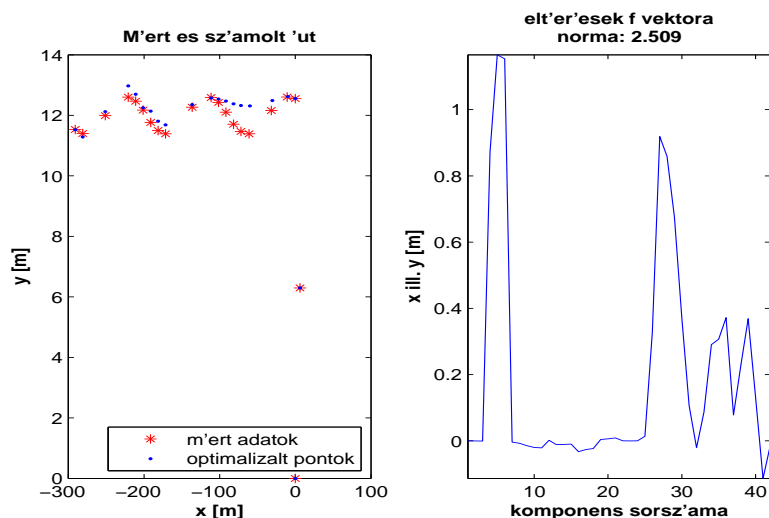 M'ert es sz'amolt 'ut
14
12
10
8
6
4
2
0
y [m]
−300
−200
−100
0
100
x [m]
m'ert adatok
optimalizalt pontok
elt'er'esek f vektora
norma: 2.509
1
0.8
0.6
0.4
0.2
0
x ill. y [m]
10
20
30
40
komponens sorsz'ama